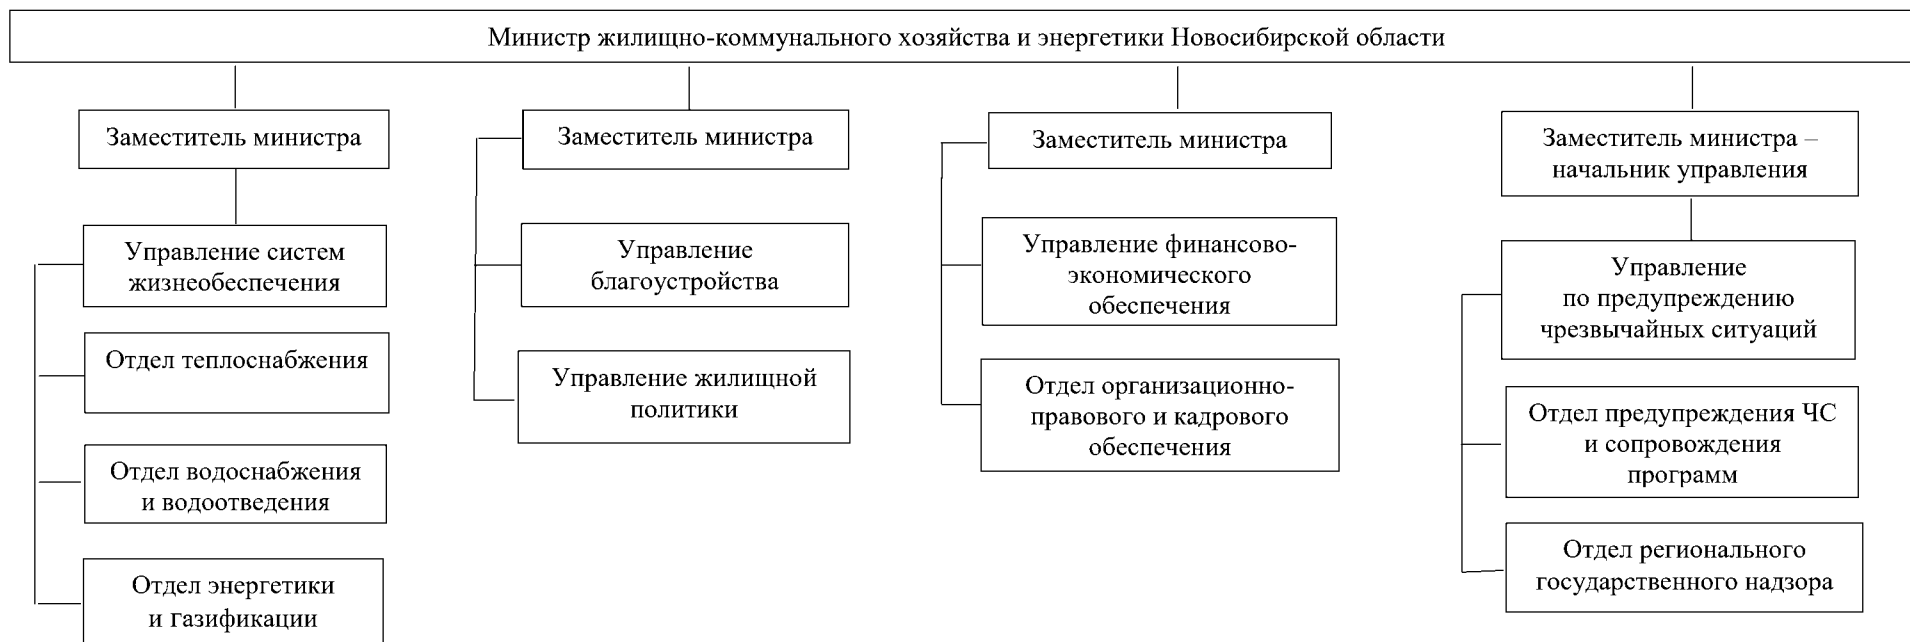 Министр жилищно-коммунального хозяйства и энергетики Новосибирской области
Заместитель министра
Управление систем
жизнеобеспечения
Отдел теплоснабжения
Отдел водоснабжения
и водоотведения
Отдел энергетики
и газификации
Заместитель министра
Управление
благоустройства
Управление жилищной
политики
Заместитель министра
Управление финансово-
экономического
обеспечения
Отдел организационно-
правового и кадрового
обеспечения
Заместитель министра –
начальник управления
Управление
по предупреждению
чрезвычайных ситуаций
Отдел предупреждения ЧС
и сопровождения
программ
Отдел регионального
государственного надзора